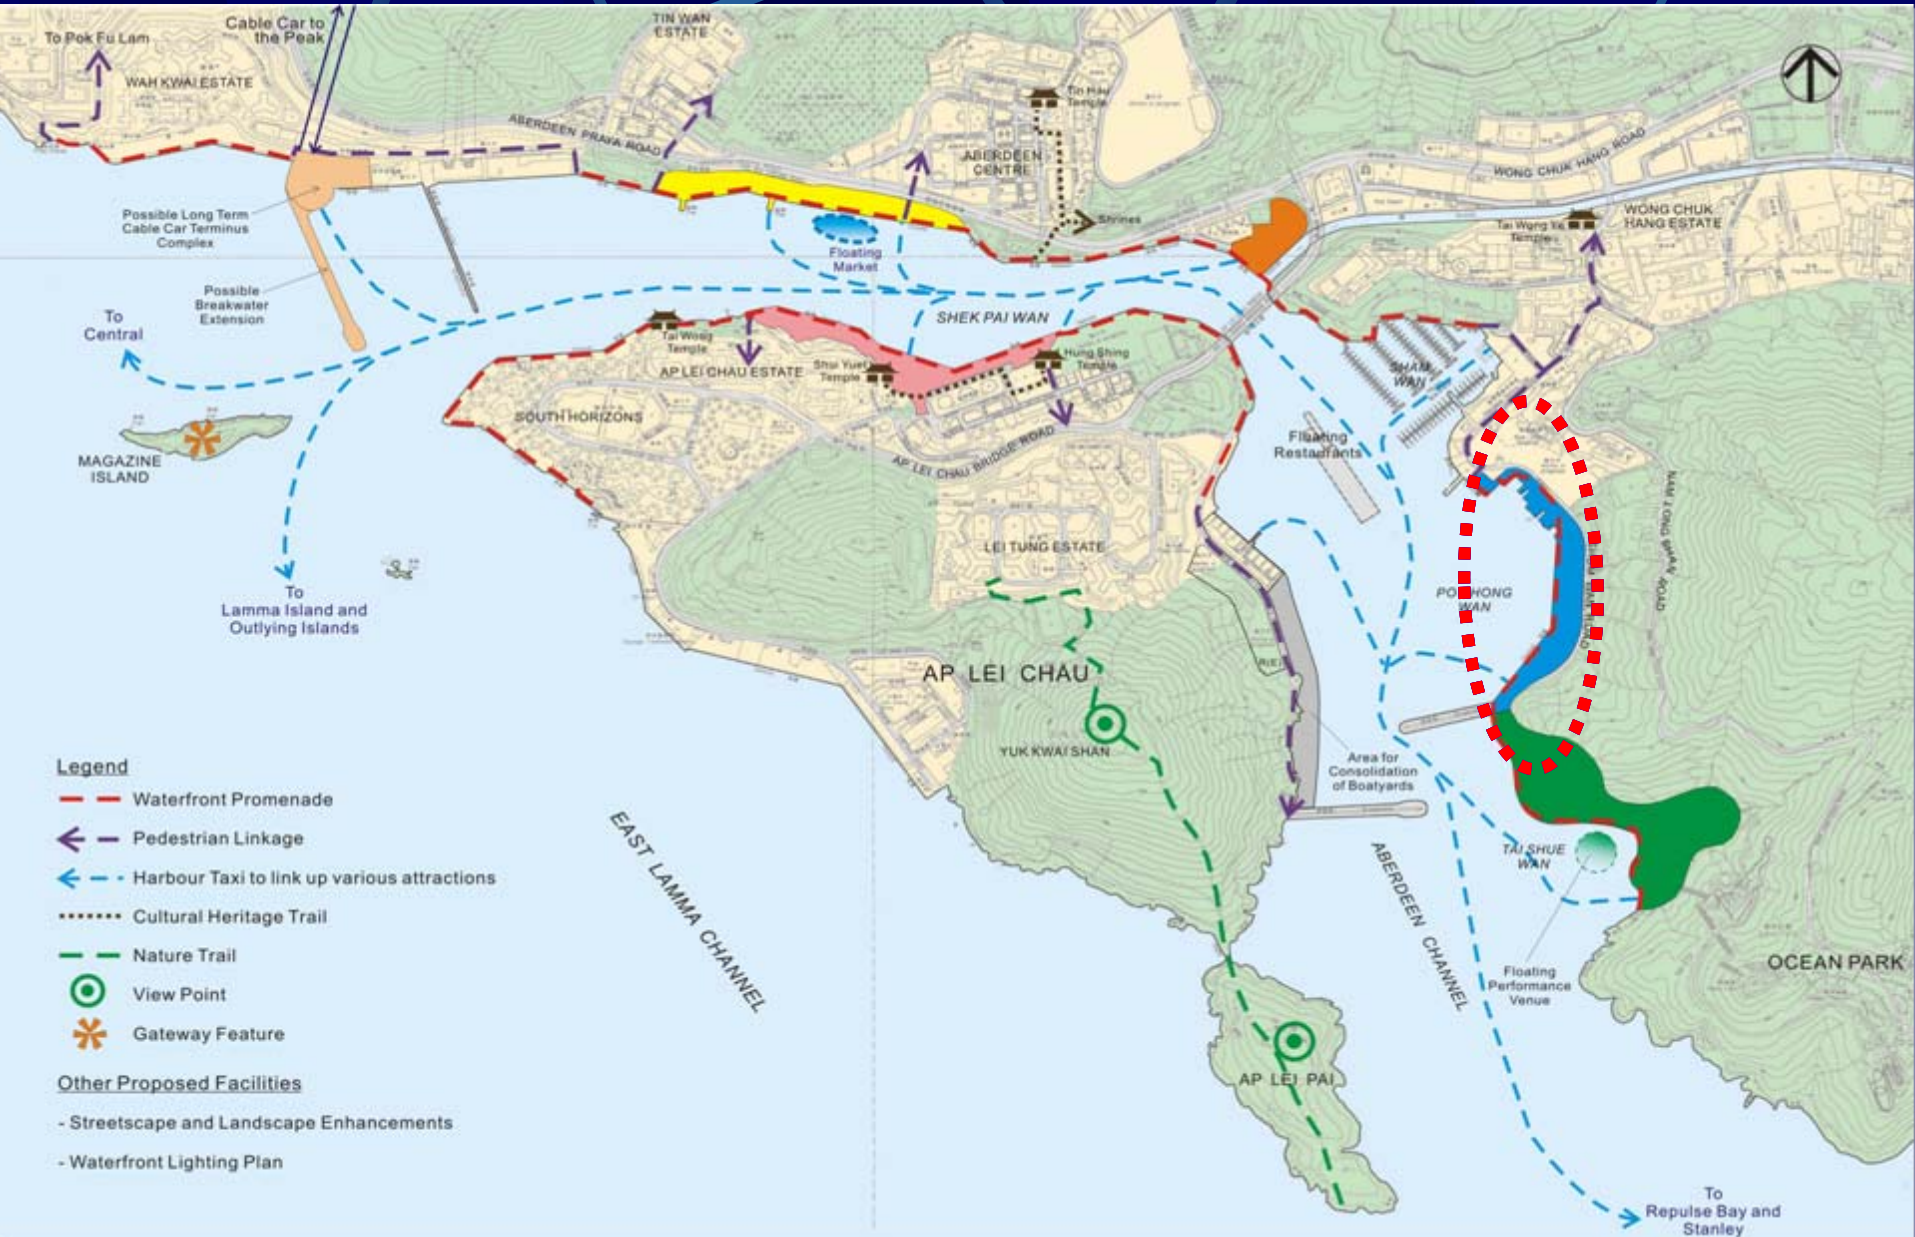 Cable Car to
the Peak
To Pok Fu Lam
WAH KWAI ESTATE
TIN WAN
ESTATE
ABERDEEN PRAYA ROAD
Tin Hau
Temple
ABERDEEN
CENTRE
Shrines
WONG CHUK HANG ROAD
WONG CHUK
HANG ESTATE
Tai Wong Ye
Temple
Possible Long Term
Cable Car Terminus
Complex
Possible
Breakwater
Extension
Floating
Market
SHEK PAI WAN
To
Central
Tai Wong
Temple
AP LEI CHAU ESTATE
Shui Yuet
Temple
Hung Shing
Temple
SHAM
WAN
SOUTH HORIZONS
AP LEI CHAU BRIDGE ROAD
Floating
Restaurants
MAGAZINE
ISLAND
NAM LONG SHAN ROAD
LEI TUNG ESTATE
To
Lamma Island and
Outlying Islands
WAN
AP LEI CHAU
YUK KWAI SHAN
Area for
Consolidation
of Boatyards
EAST LAMMA CHANNEL
ABERDEEN CHANNEL
TAI SHUE
WAN
Floating
Performance
Venue
OCEAN PARK
AP LEI PAI
To
Repulse Bay and
Stanley
Legend
Waterfront Promenade
Pedestrian Linkage
Harbour Taxi to link up various attractions
Cultural Heritage Trail
Nature Trail
View Point
Gateway Feature
Other Proposed Facilities
- Streetscape and Landscape Enhancements
- Waterfront Lighting Plan